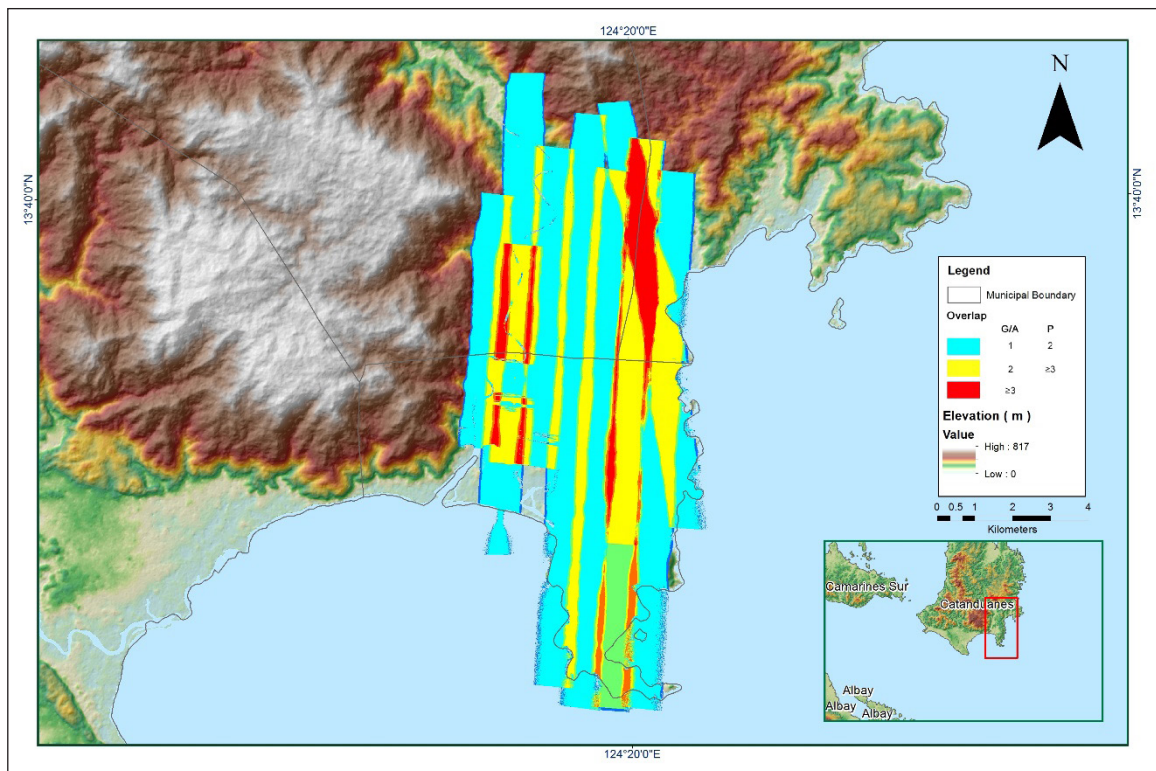 124°20'0"E
N
13°40'0"N
13°40'0"N
Legend
Municipal Boundary
Overlap
G/A P
1 2
2 ≥3
≥3
Elevation ( m )
Value
High : 817
Low : 0
0 0.5 1 2 3 4
Kilometers
Camarines Sur
Catanduanes
Albay
Albay
Albay
124°20'0"E